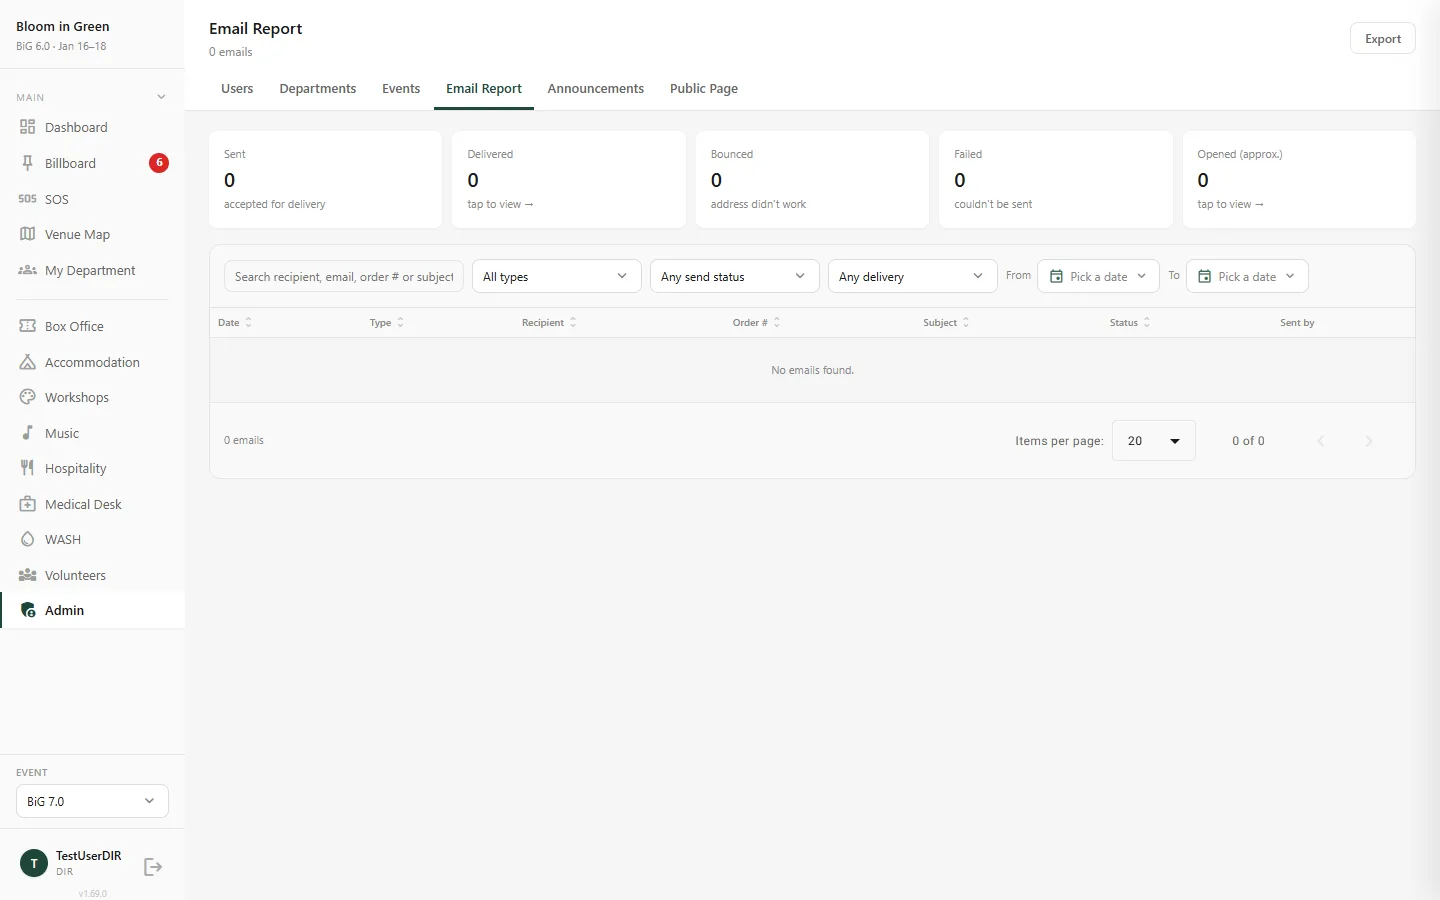 Bloom in Green
BiG 6.0 · Jan 16–18
MAIN
Dashboard
Billboard
6
SOS
SOS
Venue Map
My Department
Box Office
Accommodation
Workshops
Music
Hospitality
Medical Desk
WASH
Volunteers
Admin
EVENT
BiG 7.0
T
TestUserDIR
DIR
v1.69.0
Email Report
0 emails
Export
Users
Departments
Events
Email Report
Announcements
Public Page
Sent
0
accepted for delivery
Delivered
0
tap to view →
Bounced
0
address didn't work
Failed
0
couldn't be sent
Opened (approx.)
0
tap to view →
Search recipient, email, order # or subject
All types
Any send status
Any delivery
From
Pick a date
To
Pick a date
Date
Type
Recipient
Order #
Subject
Status
Sent by
No emails found.
0 emails
Items per page:
20
0 of 0